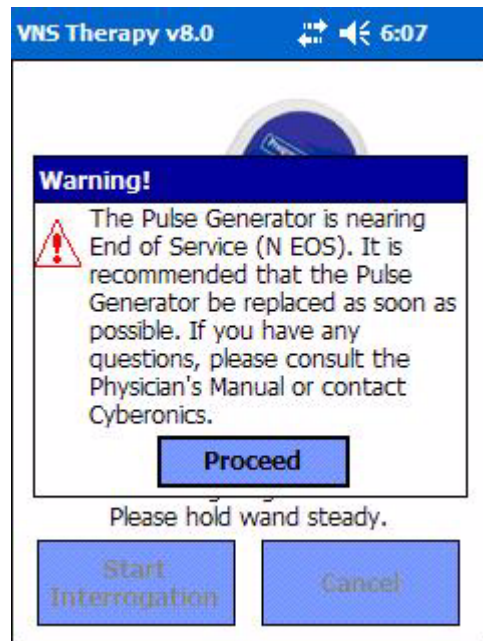 VNS Therapy v8.0 6:07
Warning!
The Pulse Generator is nearing
End of Service (N EOS). It is
recommended that the Pulse
Generator be replaced as soon as
possible. If you have any
questions, please consult the
Physician's Manual or contact
Cyberonics.
Proceed
Please hold wand steady.
Start
Interrogation
Cancel